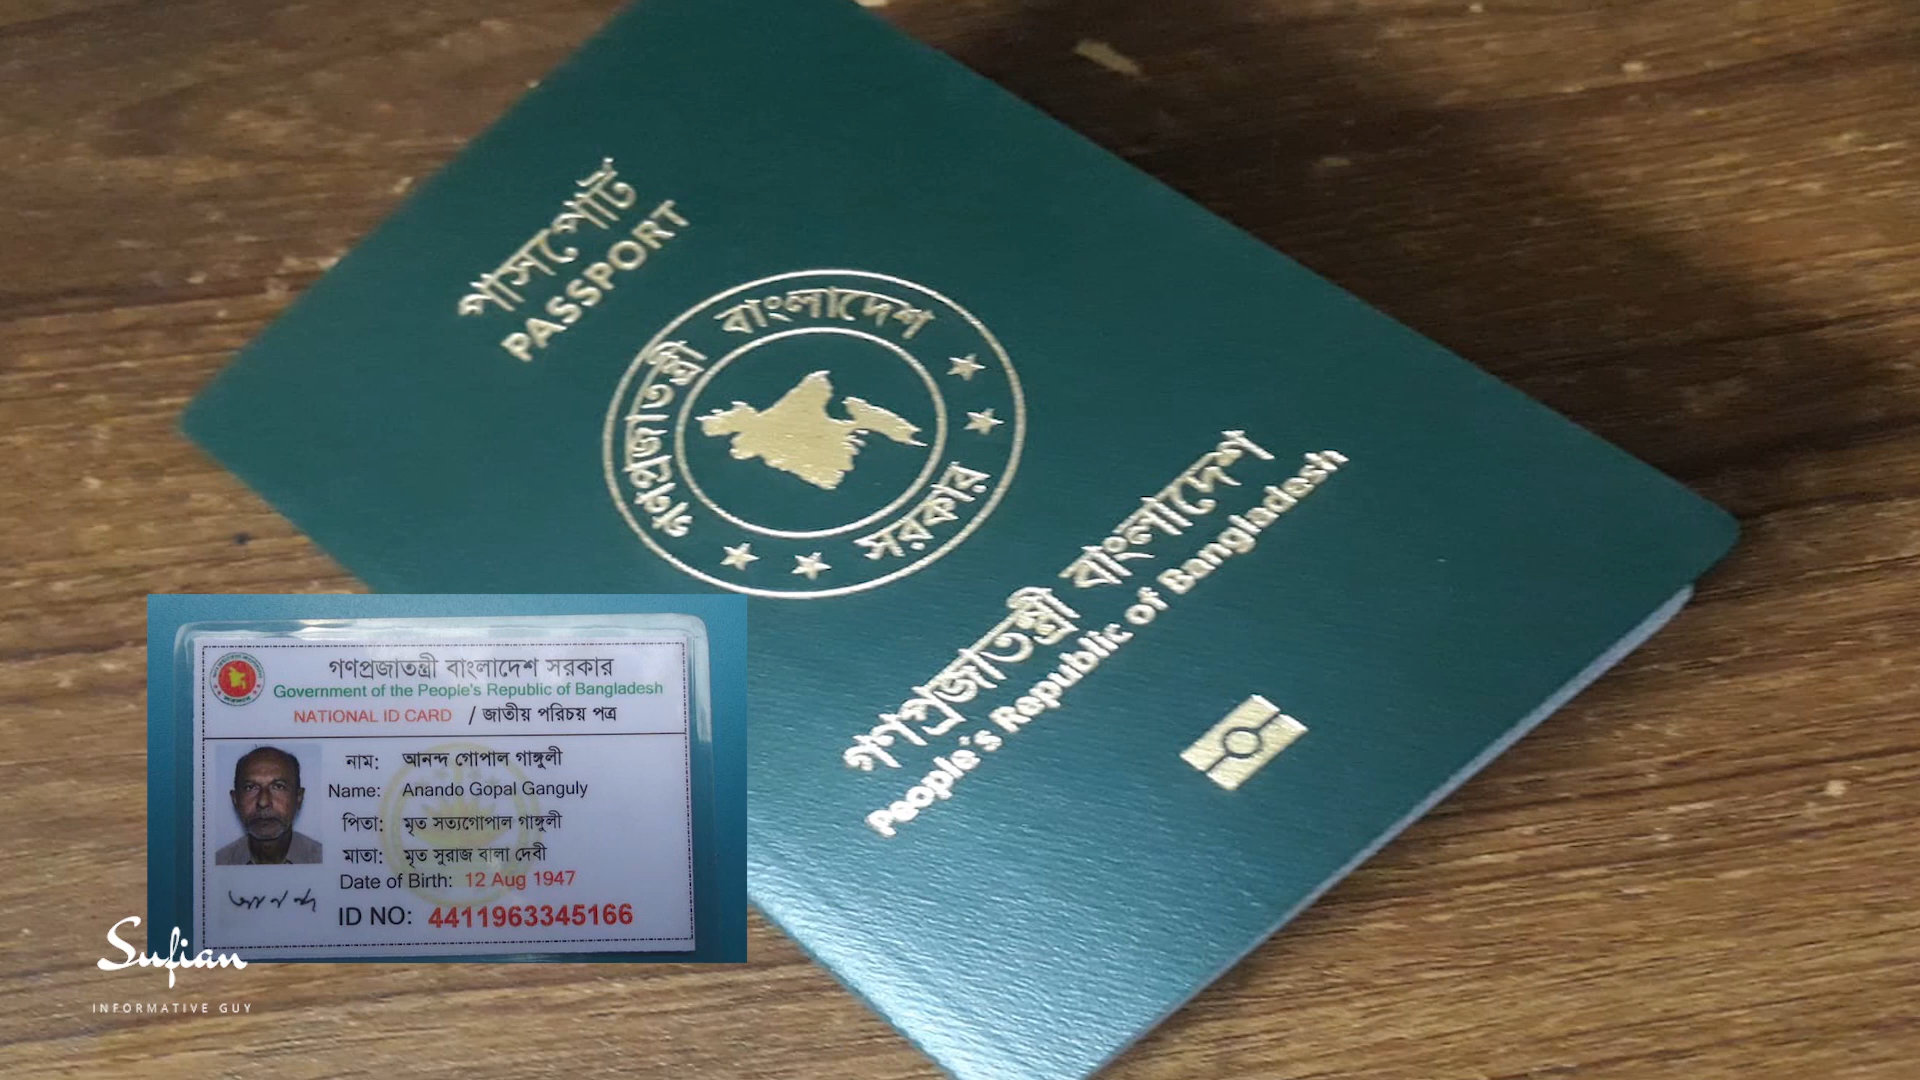 পাসপোর্ট
PASSPORT
গণপ্রজাতন্ত্রী বাংলাদেশ
সরকার
গণপ্রজাতন্ত্রী বাংলাদেশ
People's Republic of Bangladesh
গণপ্রজাতন্ত্রী বাংলাদেশ সরকার
Government of the People's Republic of Bangladesh
NATIONAL ID CARD / জাতীয় পরিচয় পত্র
নাম: আনন্দ গোপাল গাঙ্গুলী
Name: Anando Gopal Ganguly
পিতা: মৃত সত্যগোপাল গাঙ্গুলী
মাতা: মৃত সুরাজ বালা দেবী
Date of Birth: 12 Aug 1947
আনন্দ
ID NO: 4411963345166
Sufian
INFORMATIVE GUY